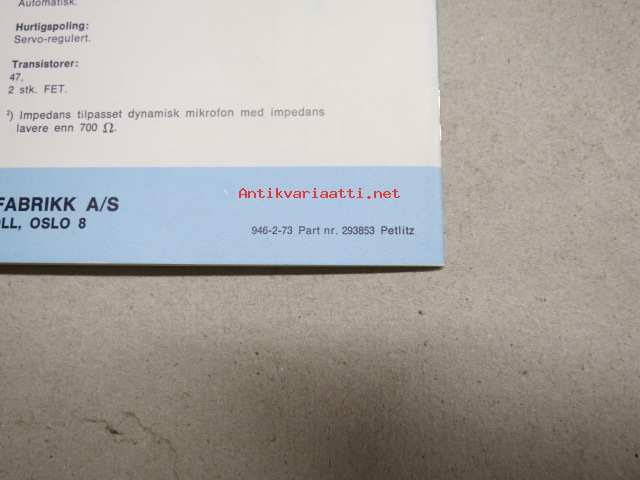 Automatisk.
Hurtigspoling:
Servo-regulert.
Transistorer:
47,
2 stk. FET.
²) Impedans tilpasset dynamisk mikrofon med impedans
lavere enn 700 Ω.
FABRIKK A/S
OLL, OSLO 8
Antikvariaatti.net
946-2-73 Part nr. 293853 Petlitz